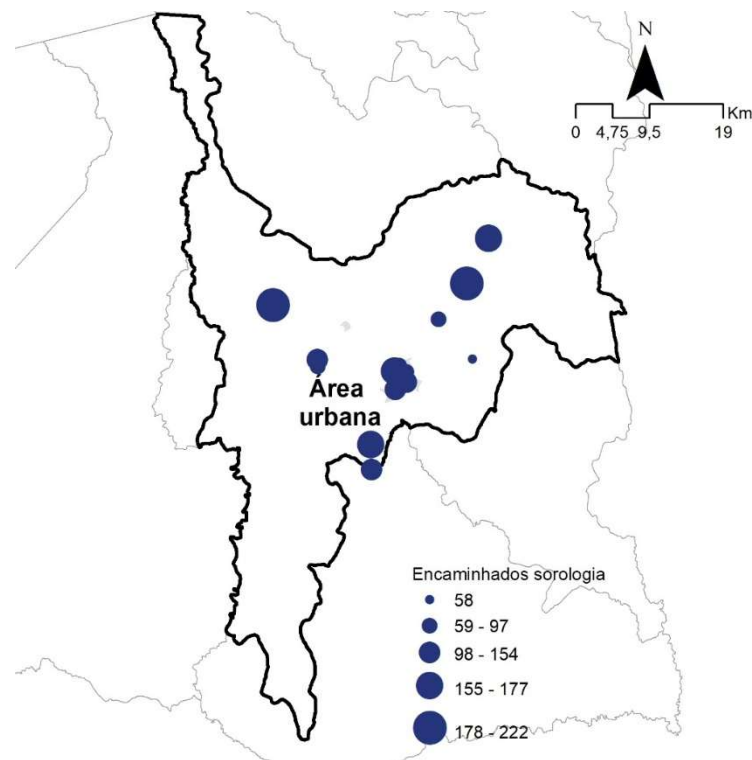 N
Km
0 4,75 9,5 19
Área
urbana
Encaminhados sorologia
58
59 - 97
98 - 154
155 - 177
178 - 222